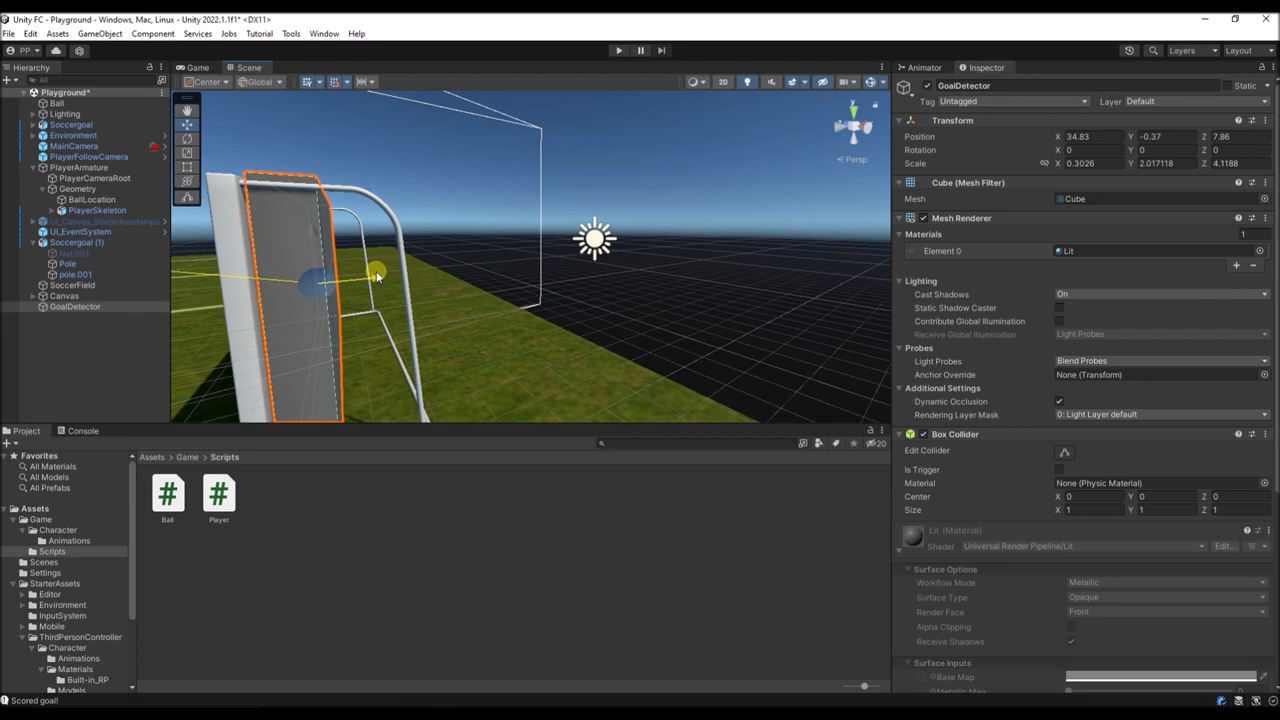 Unity FC - Playground - Windows, Mac, Linux - Unity 2022.1.1f1* <DX11>
File Edit Assets GameObject Component Services Jobs Tutorial Tools Window Help
PP Layers Layout
Hierarchy Game Scene Animator Inspector
All Center Global 2D
GoalDetector Static
Tag Untagged Layer Default
Playground*
Ball
Lighting
Soccergoal
Environment
MainCamera
PlayerFollowCamera
PlayerArmature
PlayerCameraRoot
Geometry
BallLocation
PlayerSkeleton
UI_Canvas_StarterAssetsInpu
UI_EventSystem
Soccergoal (1)
Net.001
Pole
pole.001
SoccerField
Canvas
GoalDetector
y
Persp
Transform
Position X 34.83 Y -0.37 Z 7.86
Rotation X 0 Y 0 Z 0
Scale X 0.3026 Y 2.017118 Z 4.1188
Cube (Mesh Filter)
Mesh Cube
Mesh Renderer
Materials 1
Element 0 Lit
Lighting
Cast Shadows On
Static Shadow Caster
Contribute Global Illumination
Receive Global Illumination Light Probes
Probes
Light Probes Blend Probes
Anchor Override None (Transform)
Additional Settings
Dynamic Occlusion
Rendering Layer Mask 0: Light Layer default
Box Collider
Edit Collider
Is Trigger
Material None (Physic Material)
Center X 0 Y 0 Z 0
Size X 1 Y 1 Z 1
Lit (Material)
Shader Universal Render Pipeline/Lit Edit...
Surface Options
Workflow Mode Metallic
Surface Type Opaque
Render Face Front
Alpha Clipping
Receive Shadows
Surface Inputs
Base Map
Project Console
20
Favorites
All Materials
All Models
All Prefabs
Assets
Game
Character
Animations
Scripts
Scenes
Settings
StarterAssets
Editor
Environment
InputSystem
Mobile
ThirdPersonController
Character
Animations
Materials
Built-in_RP
Models
Assets Game Scripts
# #
Ball Player
Scored goal!